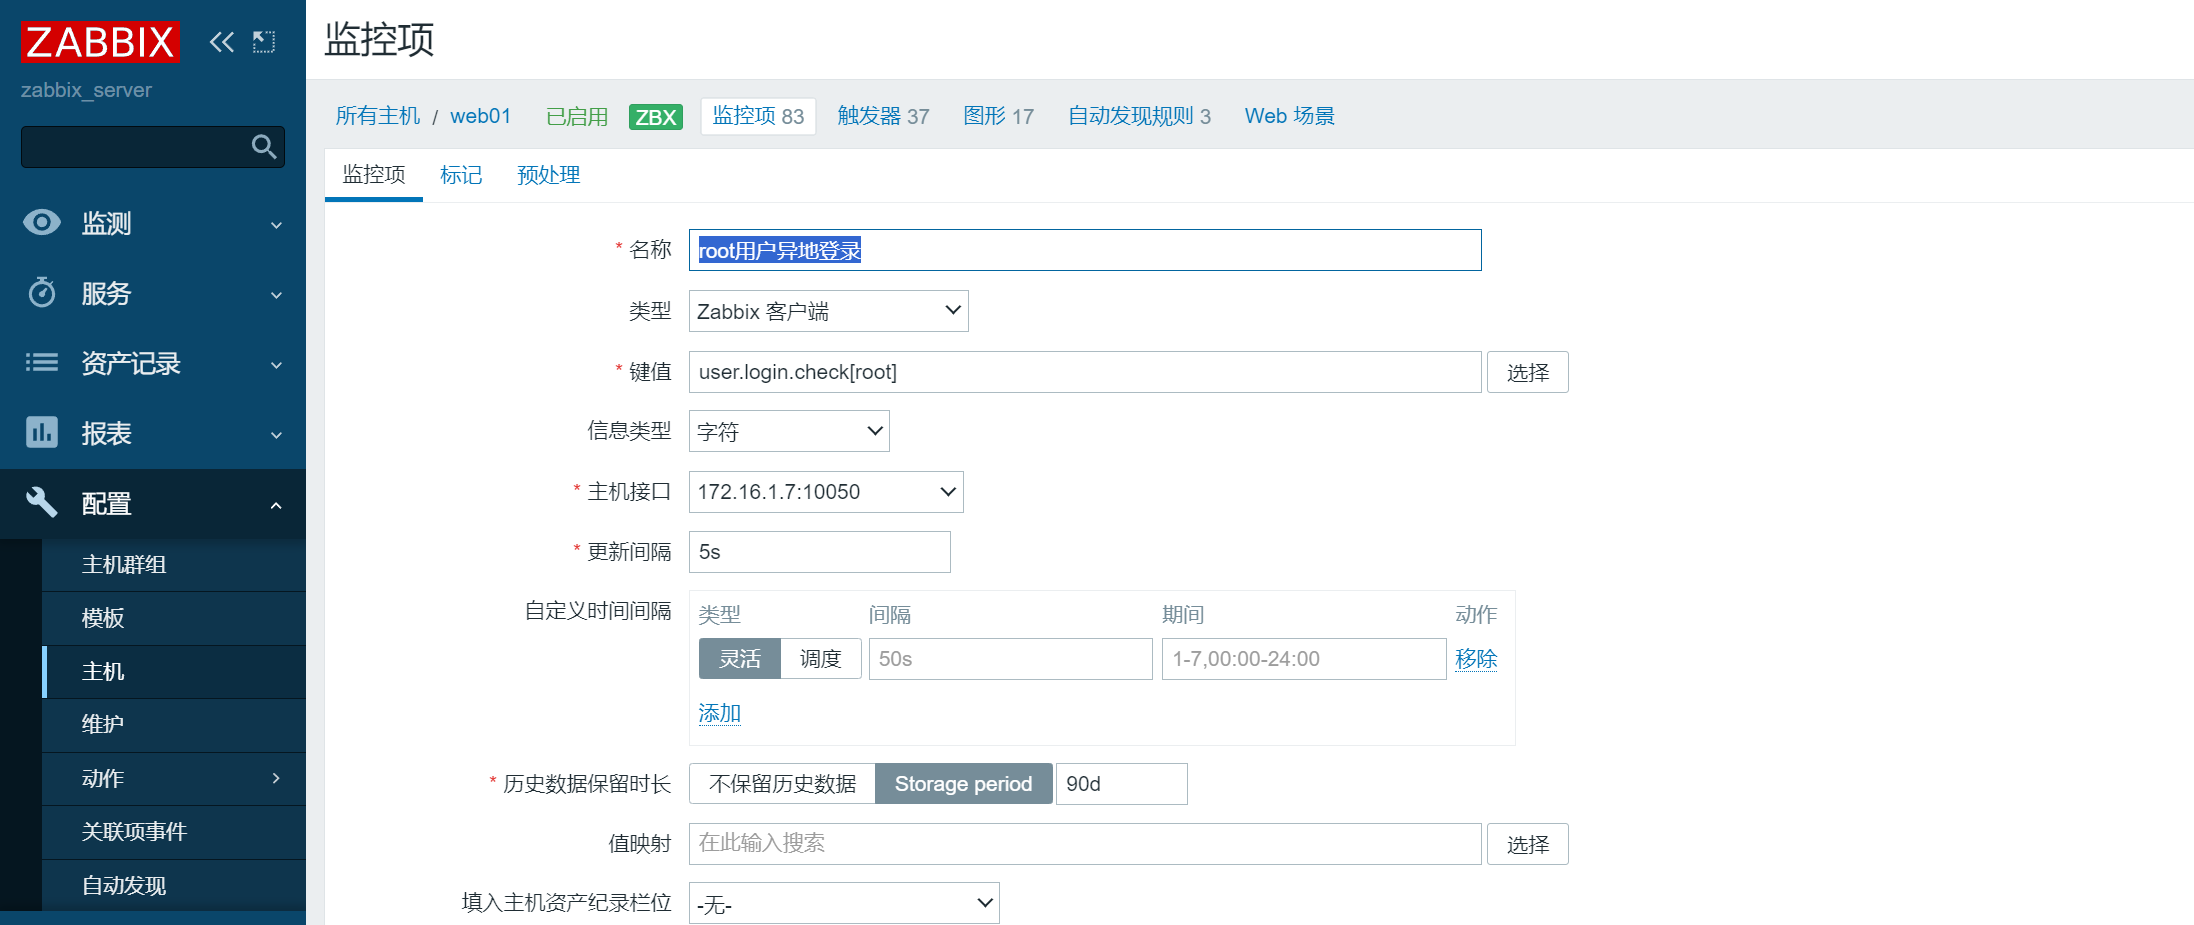 ZABBIX
zabbix_server
监测
服务
资产记录
报表
配置
主机群组
模板
主机
维护
动作
关联项事件
自动发现
监控项
所有主机 / web01 已启用 ZBX 监控项 83 触发器 37 图形 17 自动发现规则 3 Web 场景
监控项 标记 预处理
* 名称 root用户异地登录
类型 Zabbix 客户端
* 键值 user.login.check[root] 选择
信息类型 字符
* 主机接口 172.16.1.7:10050
* 更新间隔 5s
自定义时间间隔 类型 间隔 期间 动作
灵活 调度 50s 1-7,00:00-24:00 移除
添加
* 历史数据保留时长 不保留历史数据 Storage period 90d
值映射 在此输入搜索 选择
填入主机资产纪录栏位 -无-